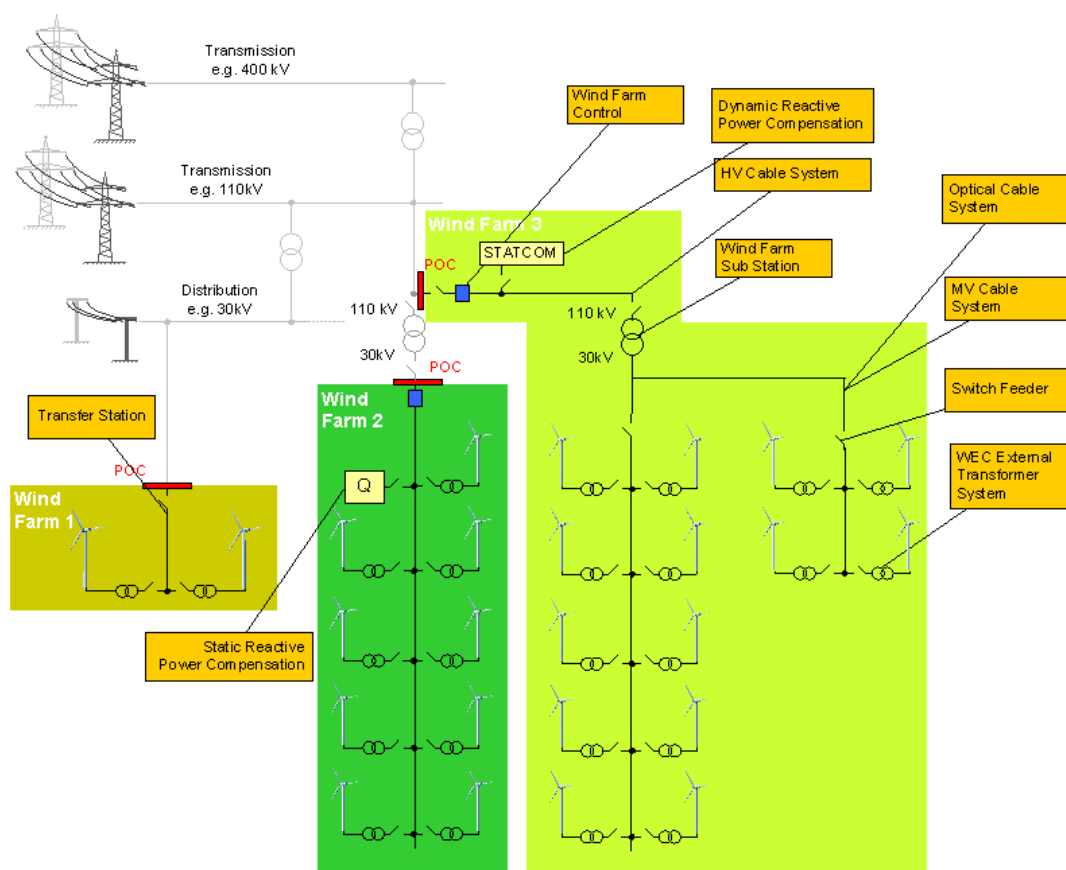 Transmission
e.g. 400 kV
Wind Farm
Control
Dynamic Reactive
Power Compensation
Transmission
e.g. 110kV
HV Cable System
Optical Cable
System
Wind Farm 3
STATCOM
Wind Farm
Sub Station
POC
Distribution
e.g. 30kV
MV Cable
System
110 kV
110 kV
30kV
30kV
POC
Switch Feeder
Wind
Farm 2
Transfer Station
WEC External
Transformer
System
POC
Q
Wind
Farm 1
Static Reactive
Power Compensation